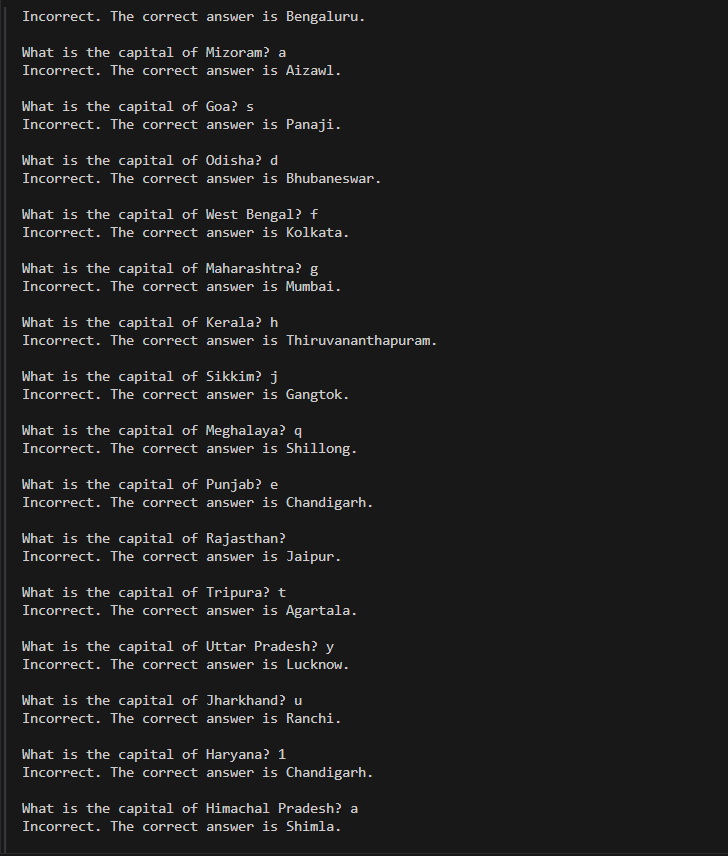 Incorrect. The correct answer is Bengaluru.
What is the capital of Mizoram? a
Incorrect. The correct answer is Aizawl.
What is the capital of Goa? s
Incorrect. The correct answer is Panaji.
What is the capital of Odisha? d
Incorrect. The correct answer is Bhubaneswar.
What is the capital of West Bengal? f
Incorrect. The correct answer is Kolkata.
What is the capital of Maharashtra? g
Incorrect. The correct answer is Mumbai.
What is the capital of Kerala? h
Incorrect. The correct answer is Thiruvananthapuram.
What is the capital of Sikkim? j
Incorrect. The correct answer is Gangtok.
What is the capital of Meghalaya? q
Incorrect. The correct answer is Shillong.
What is the capital of Punjab? e
Incorrect. The correct answer is Chandigarh.
What is the capital of Rajasthan?
Incorrect. The correct answer is Jaipur.
What is the capital of Tripura? t
Incorrect. The correct answer is Agartala.
What is the capital of Uttar Pradesh? y
Incorrect. The correct answer is Lucknow.
What is the capital of Jharkhand? u
Incorrect. The correct answer is Ranchi.
What is the capital of Haryana? 1
Incorrect. The correct answer is Chandigarh.
What is the capital of Himachal Pradesh? a
Incorrect. The correct answer is Shimla.